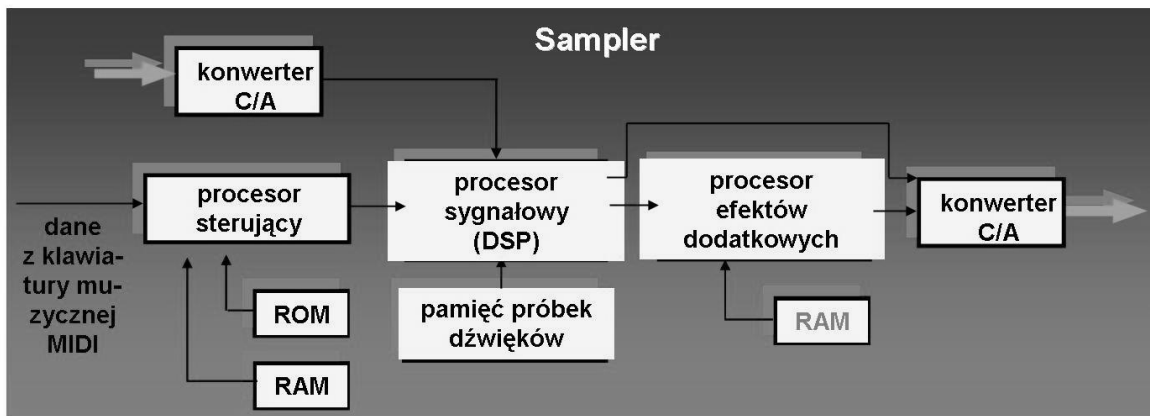 Sampler
konwerter
C/A
procesor
sterujący
procesor
sygnałowy
(DSP)
procesor
efektów
dodatkowych
konwerter
C/A
dane
z klawia-
tury mu-
zycznej
MIDI
ROM
RAM
pamięć próbek
dźwięków
RAM